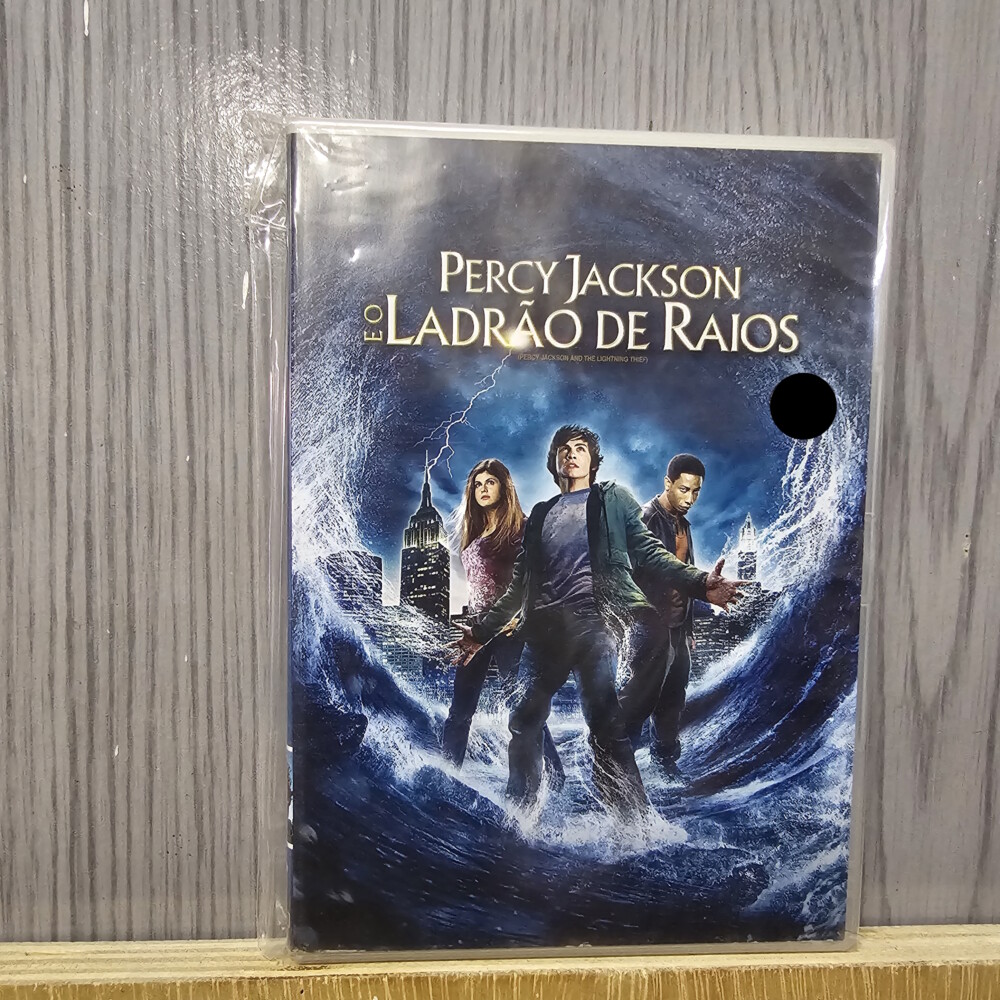 PERCY JACKSON
E O LADRÃO DE RAIOS
(PERCY JACKSON AND THE LIGHTNING THIEF)